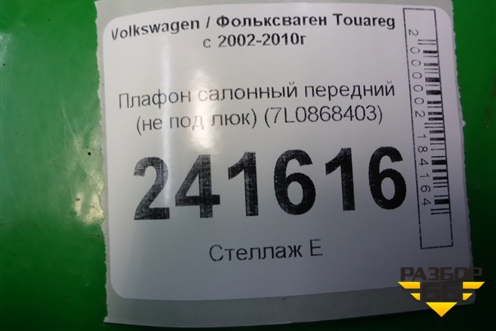 Volkswagen / Фольксваген Touareg
с 2002-2010г
Плафон салонный передний
(не под люк) (7L0868403)
241616
Стеллаж Е
2000002184164
РАЗБОР